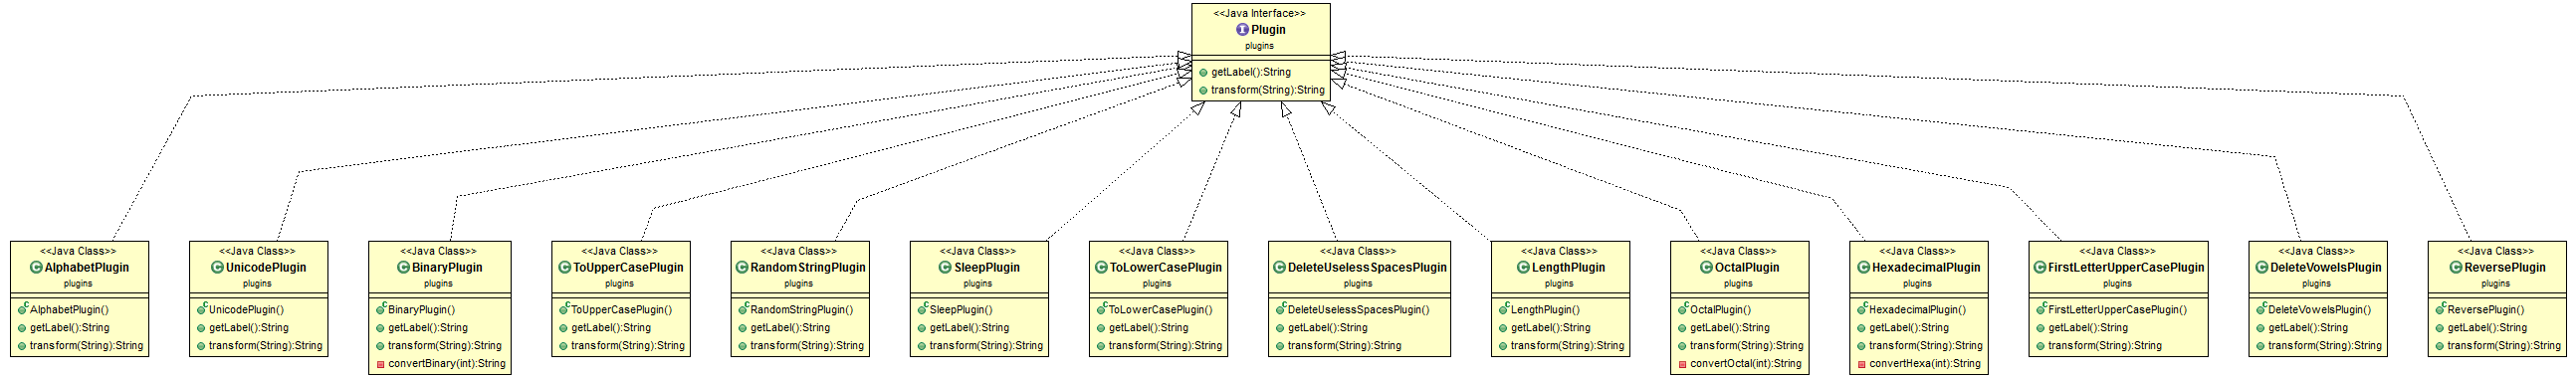 <<Java Interface>>
Plugin
plugins
getLabel():String
transform(String):String
<<Java Class>>
AlphabetPlugin
plugins
AlphabetPlugin()
getLabel():String
transform(String):String
<<Java Class>>
UnicodePlugin
plugins
UnicodePlugin()
getLabel():String
transform(String):String
<<Java Class>>
BinaryPlugin
plugins
BinaryPlugin()
getLabel():String
transform(String):String
convertBinary(int):String
<<Java Class>>
ToUpperCasePlugin
plugins
ToUpperCasePlugin()
getLabel():String
transform(String):String
<<Java Class>>
RandomStringPlugin
plugins
RandomStringPlugin()
getLabel():String
transform(String):String
<<Java Class>>
SleepPlugin
plugins
SleepPlugin()
getLabel():String
transform(String):String
<<Java Class>>
ToLowerCasePlugin
plugins
ToLowerCasePlugin()
getLabel():String
transform(String):String
<<Java Class>>
DeleteUselessSpacesPlugin
plugins
DeleteUselessSpacesPlugin()
getLabel():String
transform(String):String
<<Java Class>>
LengthPlugin
plugins
LengthPlugin()
getLabel():String
transform(String):String
<<Java Class>>
OctalPlugin
plugins
OctalPlugin()
getLabel():String
transform(String):String
convertOctal(int):String
<<Java Class>>
HexadecimalPlugin
plugins
HexadecimalPlugin()
getLabel():String
transform(String):String
convertHexa(int):String
<<Java Class>>
FirstLetterUpperCasePlugin
plugins
FirstLetterUpperCasePlugin()
getLabel():String
transform(String):String
<<Java Class>>
DeleteVowelsPlugin
plugins
DeleteVowelsPlugin()
getLabel():String
transform(String):String
<<Java Class>>
ReversePlugin
plugins
ReversePlugin()
getLabel():String
transform(String):String